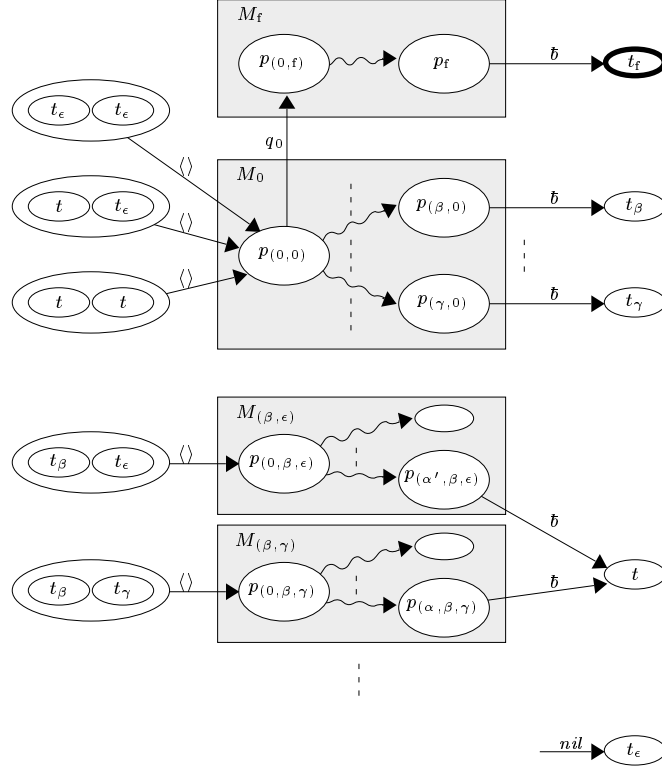 M_f
p_(0,f) p_f ƀ t_f
t_ϵ t_ϵ
⟨⟩ q_0
M_0
t t_ϵ ⟨⟩ p_(0,0) p_(β,0) ƀ t_β
t t ⟨⟩ p_(γ,0) ƀ t_γ
M_(β,ϵ)
t_β t_ϵ ⟨⟩ p_(0,β,ϵ) p_(α′,β,ϵ)
ƀ
M_(β,γ)
t_β t_γ ⟨⟩ p_(0,β,γ) p_(α,β,γ) ƀ t
nil t_ϵ